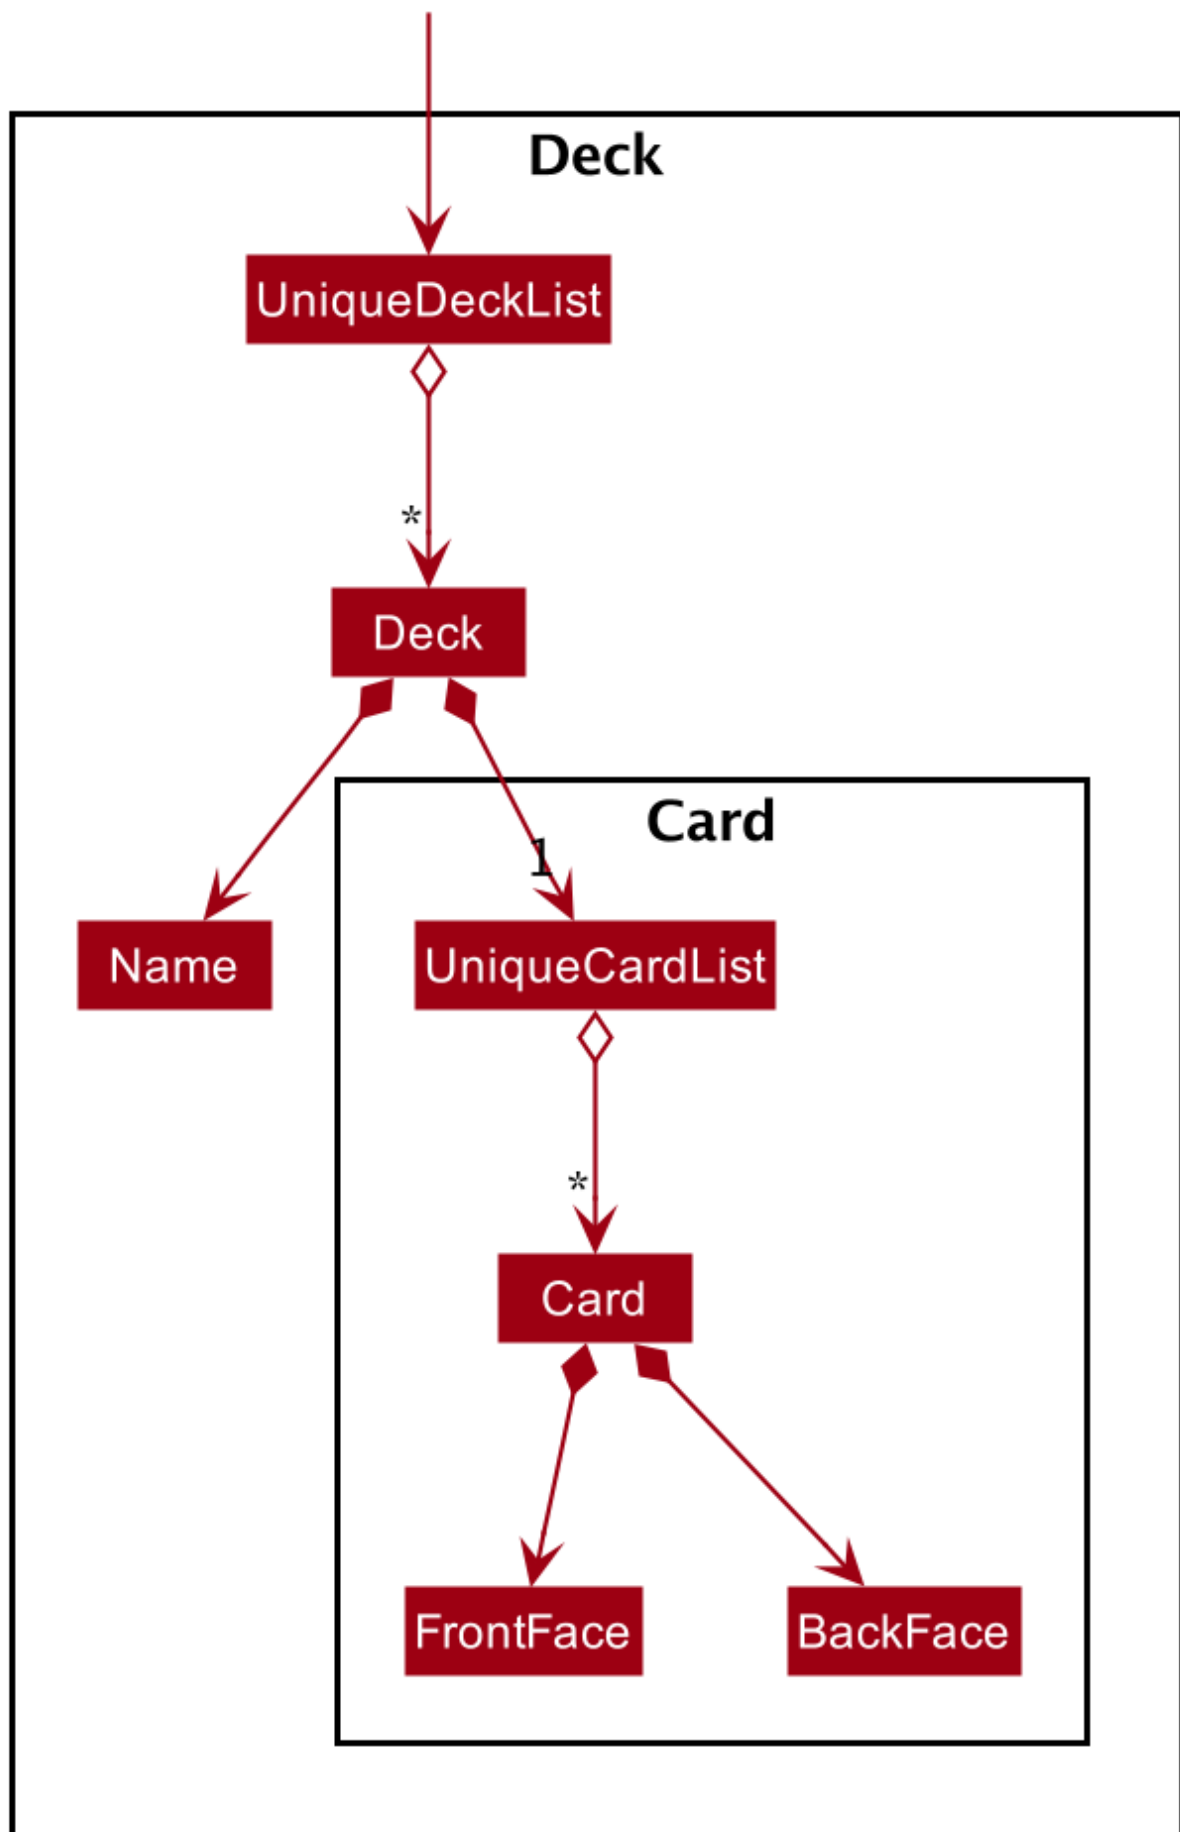 Deck
UniqueDeckList
*
Deck
Card
1
Name
UniqueCardList
*
Card
FrontFace
BackFace